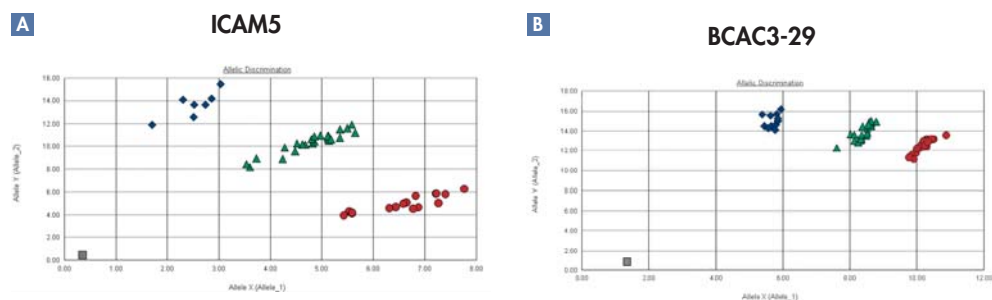 A
ICAM5
Allelic Discrimination
16.00
14.00
12.00
10.00
8.00
6.00
4.00
2.00
0.00
Allele Y (Allele_2)
0.00 1.00 2.00 3.00 4.00 5.00 6.00 7.00 8.00
Allele X (Allele_1)
B
BCAC3-29
Allelic Discrimination
18.00
16.00
14.00
12.00
10.00
8.00
6.00
4.00
2.00
0.00
Allele Y (Allele_2)
0.00 2.00 4.00 6.00 8.00 10.00 12.00
Allele X (Allele_1)